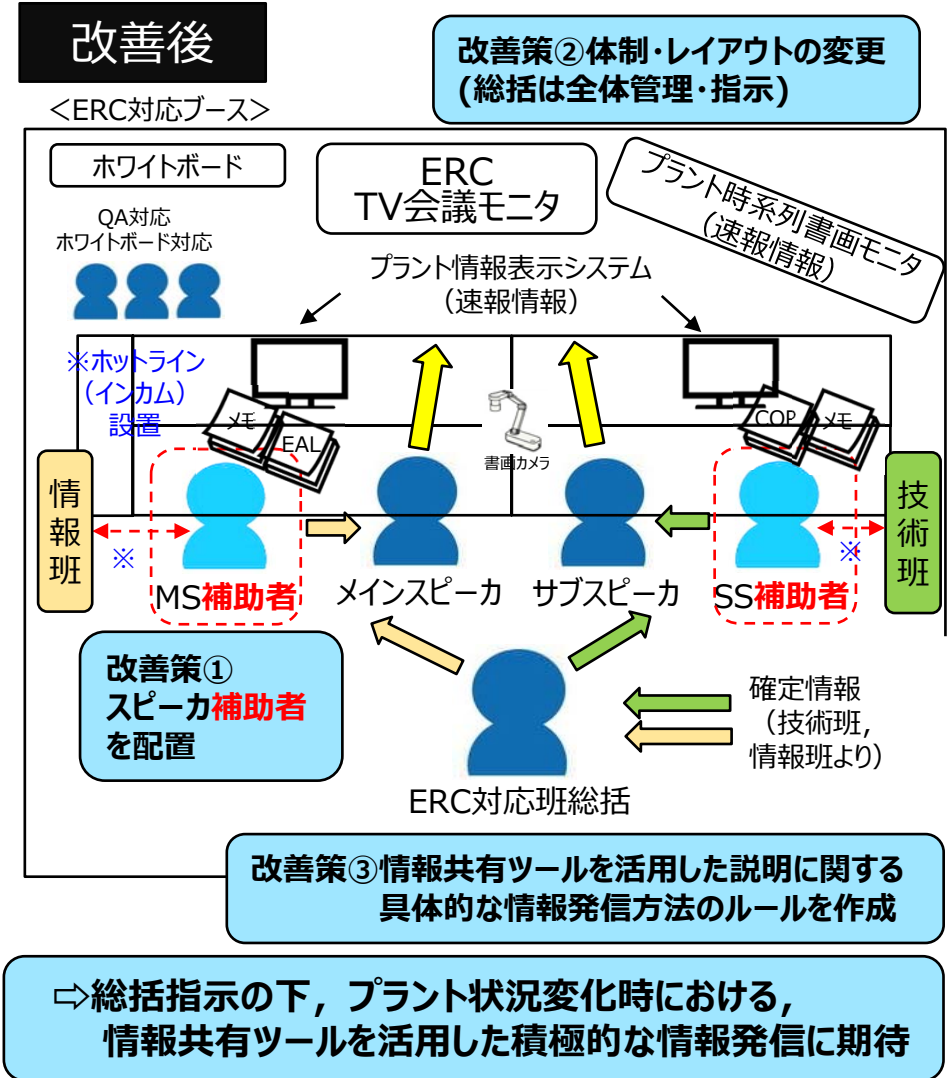 改善後
改善策②体制・レイアウトの変更
(総括は全体管理・指示)
<ERC対応ブース>
ホワイトボード
ERC
TV会議モニタ
プラント時系列書画モニタ
（速報情報）
QA対応
ホワイトボード対応
プラント情報表示システム
（速報情報）
※ホットライン
（インカム）
設置
メモ
EAL
書画カメラ
COP
メモ
情報班
※
MS補助者
メインスピーカ
サブスピーカ
SS補助者
※
技術班
改善策①
スピーカ補助者
を配置
確定情報
（技術班，
情報班より）
ERC対応班総括
改善策③情報共有ツールを活用した説明に関する
具体的な情報発信方法のルールを作成
⇨総括指示の下，プラント状況変化時における，
情報共有ツールを活用した積極的な情報発信に期待